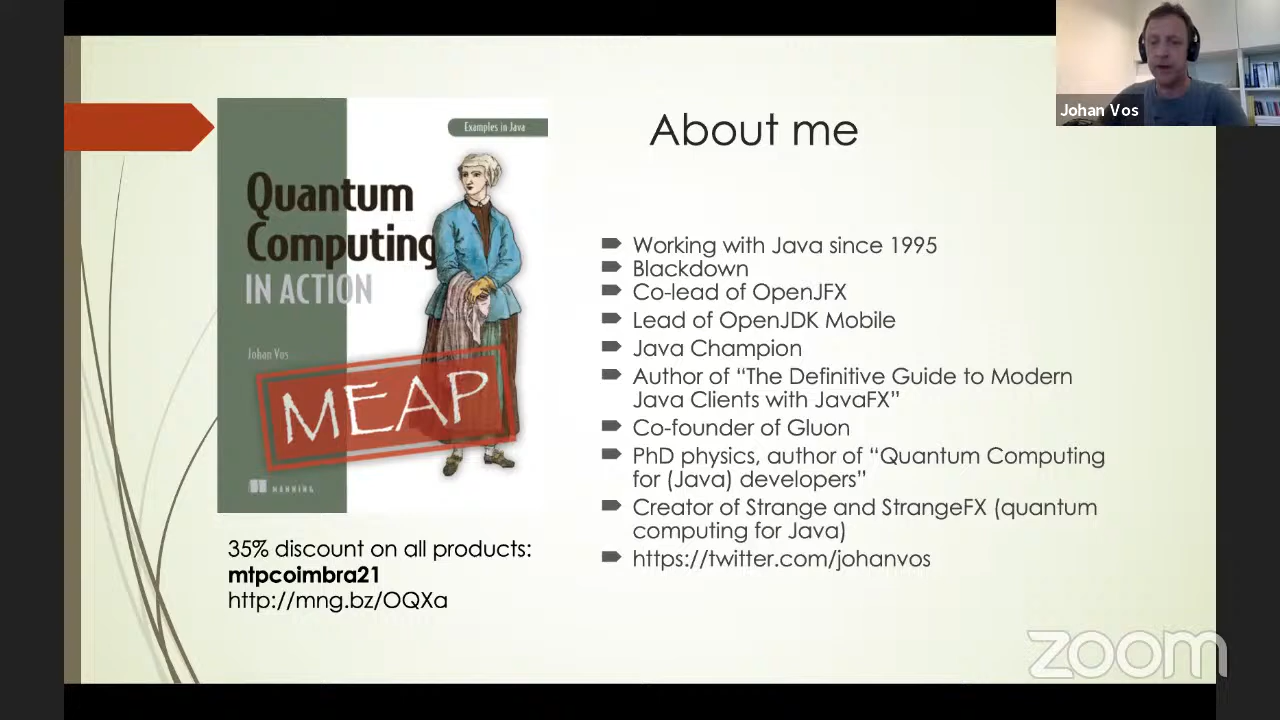 Johan Vos
About me
Examples in Java
Quantum
Computing
IN ACTION
Johan Vos
MEAP
MANNING
35% discount on all products:
mtpcoimbra21
http://mng.bz/OQXa
Working with Java since 1995
Blackdown
Co-lead of OpenJFX
Lead of OpenJDK Mobile
Java Champion
Author of “The Definitive Guide to Modern
Java Clients with JavaFX”
Co-founder of Gluon
PhD physics, author of “Quantum Computing
for (Java) developers”
Creator of Strange and StrangeFX (quantum
computing for Java)
https://twitter.com/johanvos
zoom